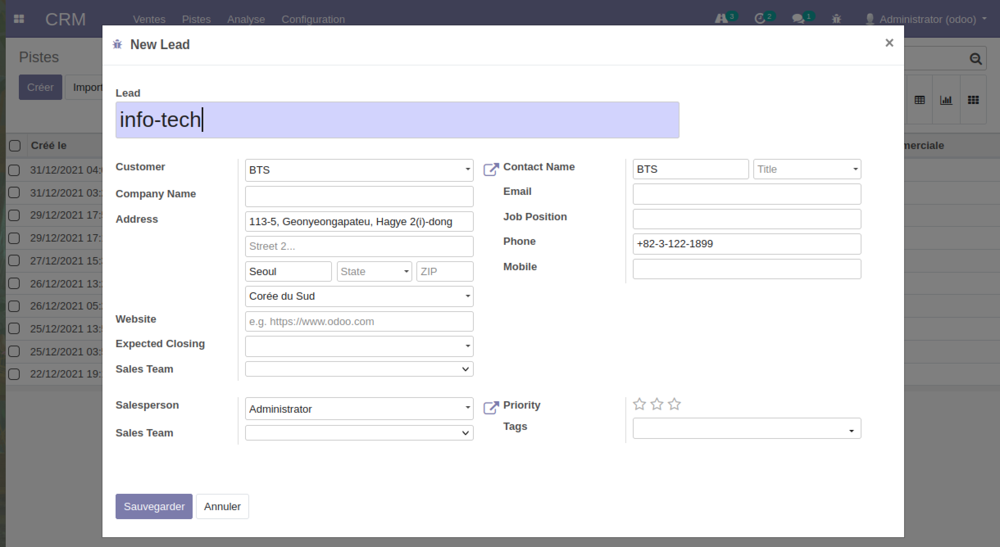 CRM Ventes Pistes Analyse Configuration 3 2 1 Administrator (odoo)
New Lead ×
Pistes
Créer Import
Lead
info-tech
Créé le
merciale
31/12/2021 04:
31/12/2021 03:
29/12/2021 17:
29/12/2021 17:
27/12/2021 15:
26/12/2021 13:
26/12/2021 05:
25/12/2021 13:
25/12/2021 03:
22/12/2021 19:
Customer BTS
Company Name
Address 113-5, Geonyeongapateu, Hagye 2(i)-dong
Street 2...
Seoul State ZIP
Corée du Sud
Website e.g. https://www.odoo.com
Expected Closing
Sales Team
Contact Name BTS Title
Email
Job Position
Phone +82-3-122-1899
Mobile
Salesperson Administrator
Sales Team
Priority
Tags
Sauvegarder Annuler